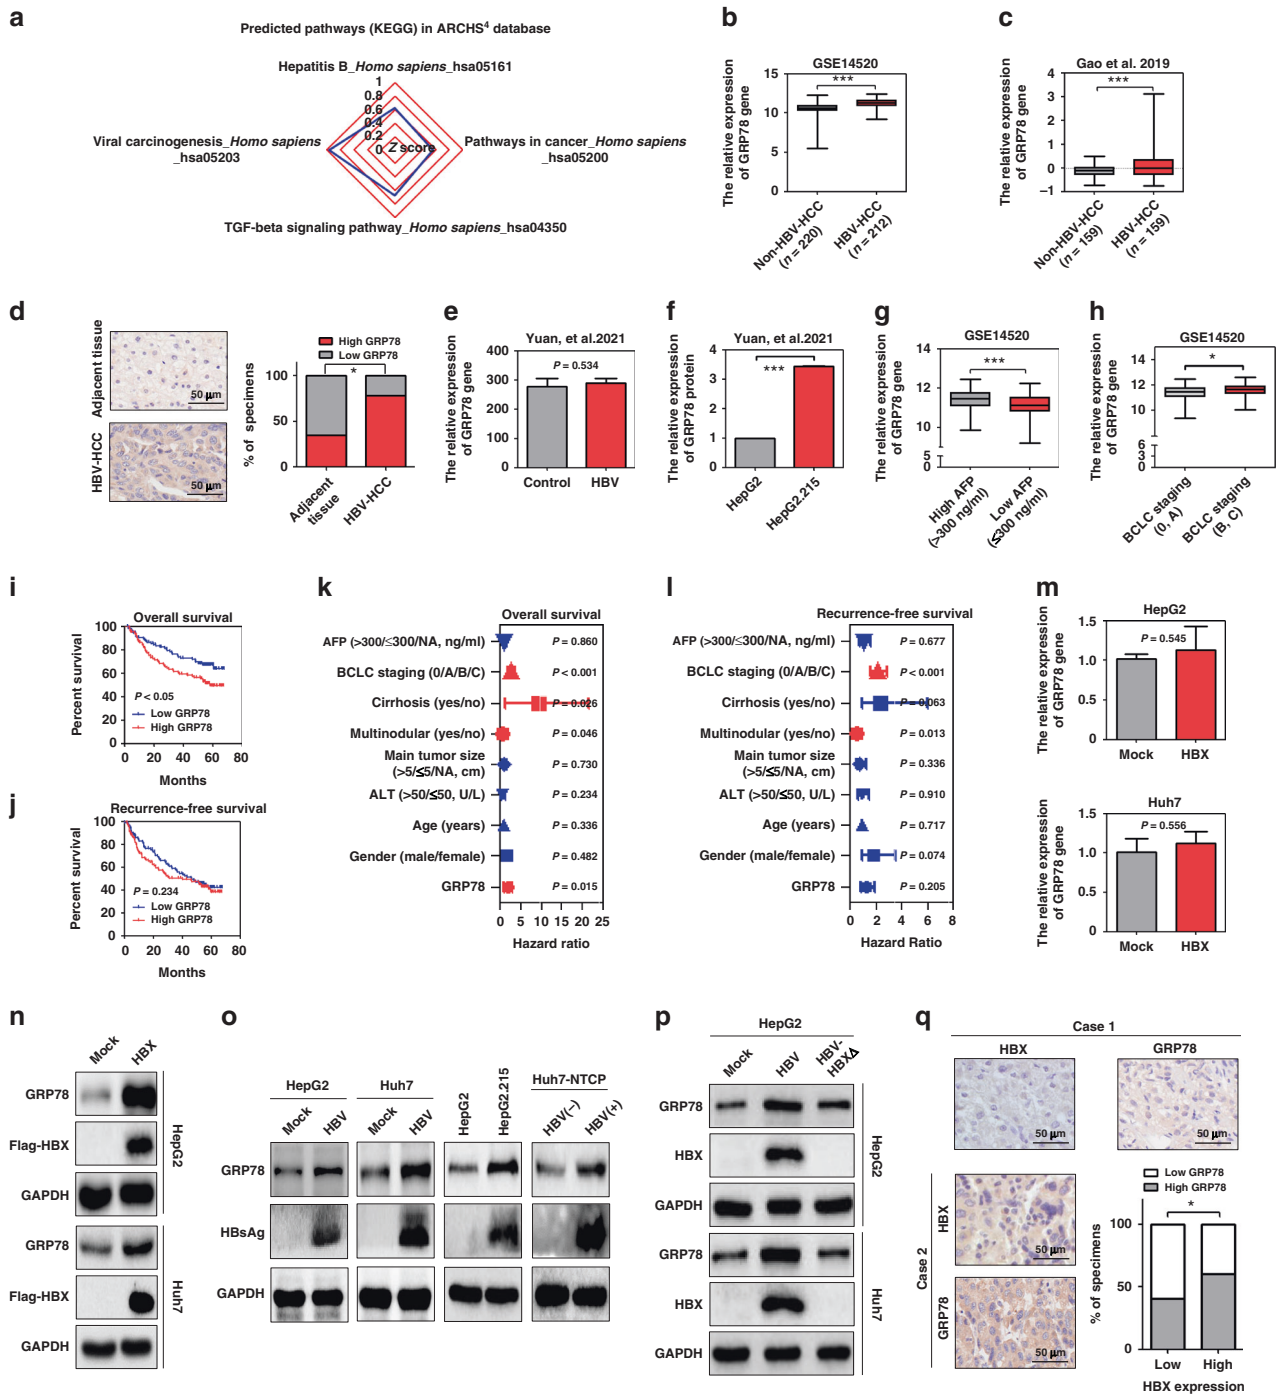 a
Predicted pathways (KEGG) in ARCHS⁴ database
Hepatitis B_Homo sapiens_hsa05161
1
0.8
0.6
0.4
0.2
0
Z score
Viral carcinogenesis_Homo sapiens
_hsa05203
Pathways in cancer_Homo sapiens
_hsa05200
TGF-beta signaling pathway_Homo sapiens_hsa04350
b
GSE14520
***
The relative expression
of GRP78 gene
15
10
5
0
Non-HBV-HCC
(n = 220)
HBV-HCC
(n = 212)
c
Gao et al. 2019
***
The relative expression
of GRP78 gene
4
3
2
1
0
−1
Non-HBV-HCC
(n = 159)
HBV-HCC
(n = 159)
d
Adjacent tissue
50 μm
HBV-HCC
50 μm
High GRP78
Low GRP78
*
% of specimens
100
50
0
Adjacent
tissue
HBV-HCC
e
Yuan, et al.2021
P = 0.534
The relative expression
of GRP78 gene
400
300
200
100
0
Control
HBV
f
Yuan, et al.2021
***
The relative expression
of GRP78 protein
4
3
2
1
0
HepG2
HepG2.215
g
GSE14520
***
The relative expression
of GRP78 gene
14
12
10
5
0
High AFP
(>300 ng/ml)
Low AFP
(≤300 ng/ml)
h
GSE14520
*
The relative expression
of GRP78 gene
14
12
10
6
3
0
BCLC staging
(0, A)
BCLC staging
(B, C)
i
Overall survival
Percent survival
100
80
60
40
20
0
P < 0.05
Low GRP78
High GRP78
0 20 40 60 80
Months
j
Recurrence-free survival
Percent survival
100
80
60
40
20
0
P = 0.234
Low GRP78
High GRP78
0 20 40 60 80
Months
k
Overall survival
AFP (>300/≤300/NA, ng/ml) P = 0.860
BCLC staging (0/A/B/C) P < 0.001
Cirrhosis (yes/no) P = 0.026
Multinodular (yes/no) P = 0.046
Main tumor size
(>5/≤5/NA, cm) P = 0.730
ALT (>50/≤50, U/L) P = 0.234
Age (years) P = 0.336
Gender (male/female) P = 0.482
GRP78 P = 0.015
0 5 10 15 20 25
Hazard ratio
l
Recurrence-free survival
AFP (>300/≤300/NA, ng/ml) P = 0.677
BCLC staging (0/A/B/C) P < 0.001
Cirrhosis (yes/no) P = 0.063
Multinodular (yes/no) P = 0.013
Main tumor size
(>5/≤5/NA, cm) P = 0.336
ALT (>50/≤50, U/L) P = 0.910
Age (years) P = 0.717
Gender (male/female) P = 0.074
GRP78 P = 0.205
0 2 4 6 8
Hazard Ratio
m
HepG2
P = 0.545
The relative expression
of GRP78 gene
1.5
1.0
0.5
0
Mock
HBX
Huh7
P = 0.556
The relative expression
of GRP78 gene
1.5
1.0
0.5
0
Mock
HBX
n
Mock
HBX
GRP78
Flag-HBX
GAPDH
HepG2
GRP78
Flag-HBX
GAPDH
Huh7
o
HepG2
Huh7
Huh7-NTCP
Mock
HBV
Mock
HBV
HepG2
HepG2.215
HBV(−)
HBV(+)
GRP78
HBsAg
GAPDH
p
HepG2
Mock
HBV
HBV-
HBXΔ
GRP78
HBX
GAPDH
HepG2
GRP78
HBX
GAPDH
Huh7
q
Case 1
HBX
GRP78
50 μm
50 μm
Case 2
HBX
50 μm
GRP78
50 μm
Low GRP78
High GRP78
*
% of specimens
100
50
0
Low
High
HBX expression